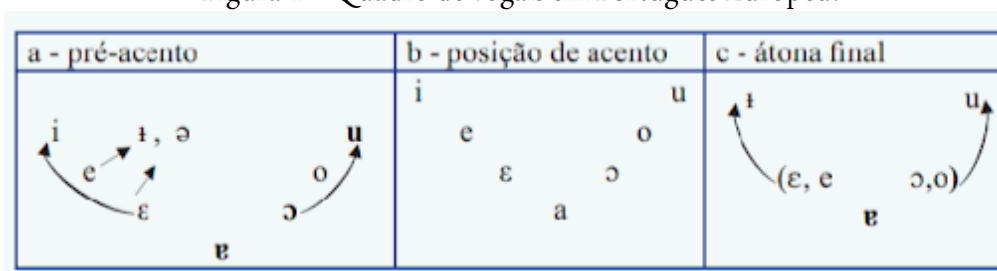 a - pré-acento
b - posição de acento
c - átona final
i ɨ , ə u
e o
ɛ ɔ
ɐ
i u
e o
ɛ ɔ
a
ɨ u
(ɛ, e ɔ,o)
ɐ